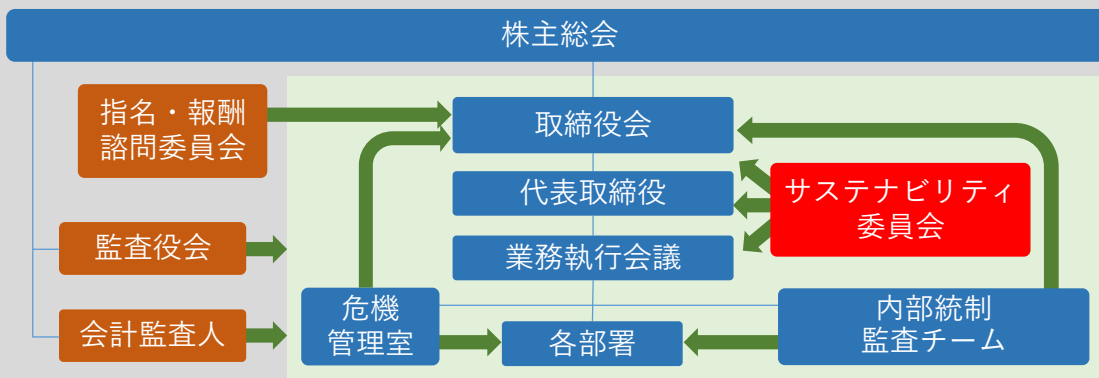 株主総会
指名・報酬
諮問委員会
取締役会
代表取締役
サステナビリティ
委員会
監査役会
業務執行会議
危機
管理室
内部統制
監査チーム
会計監査人
各部署